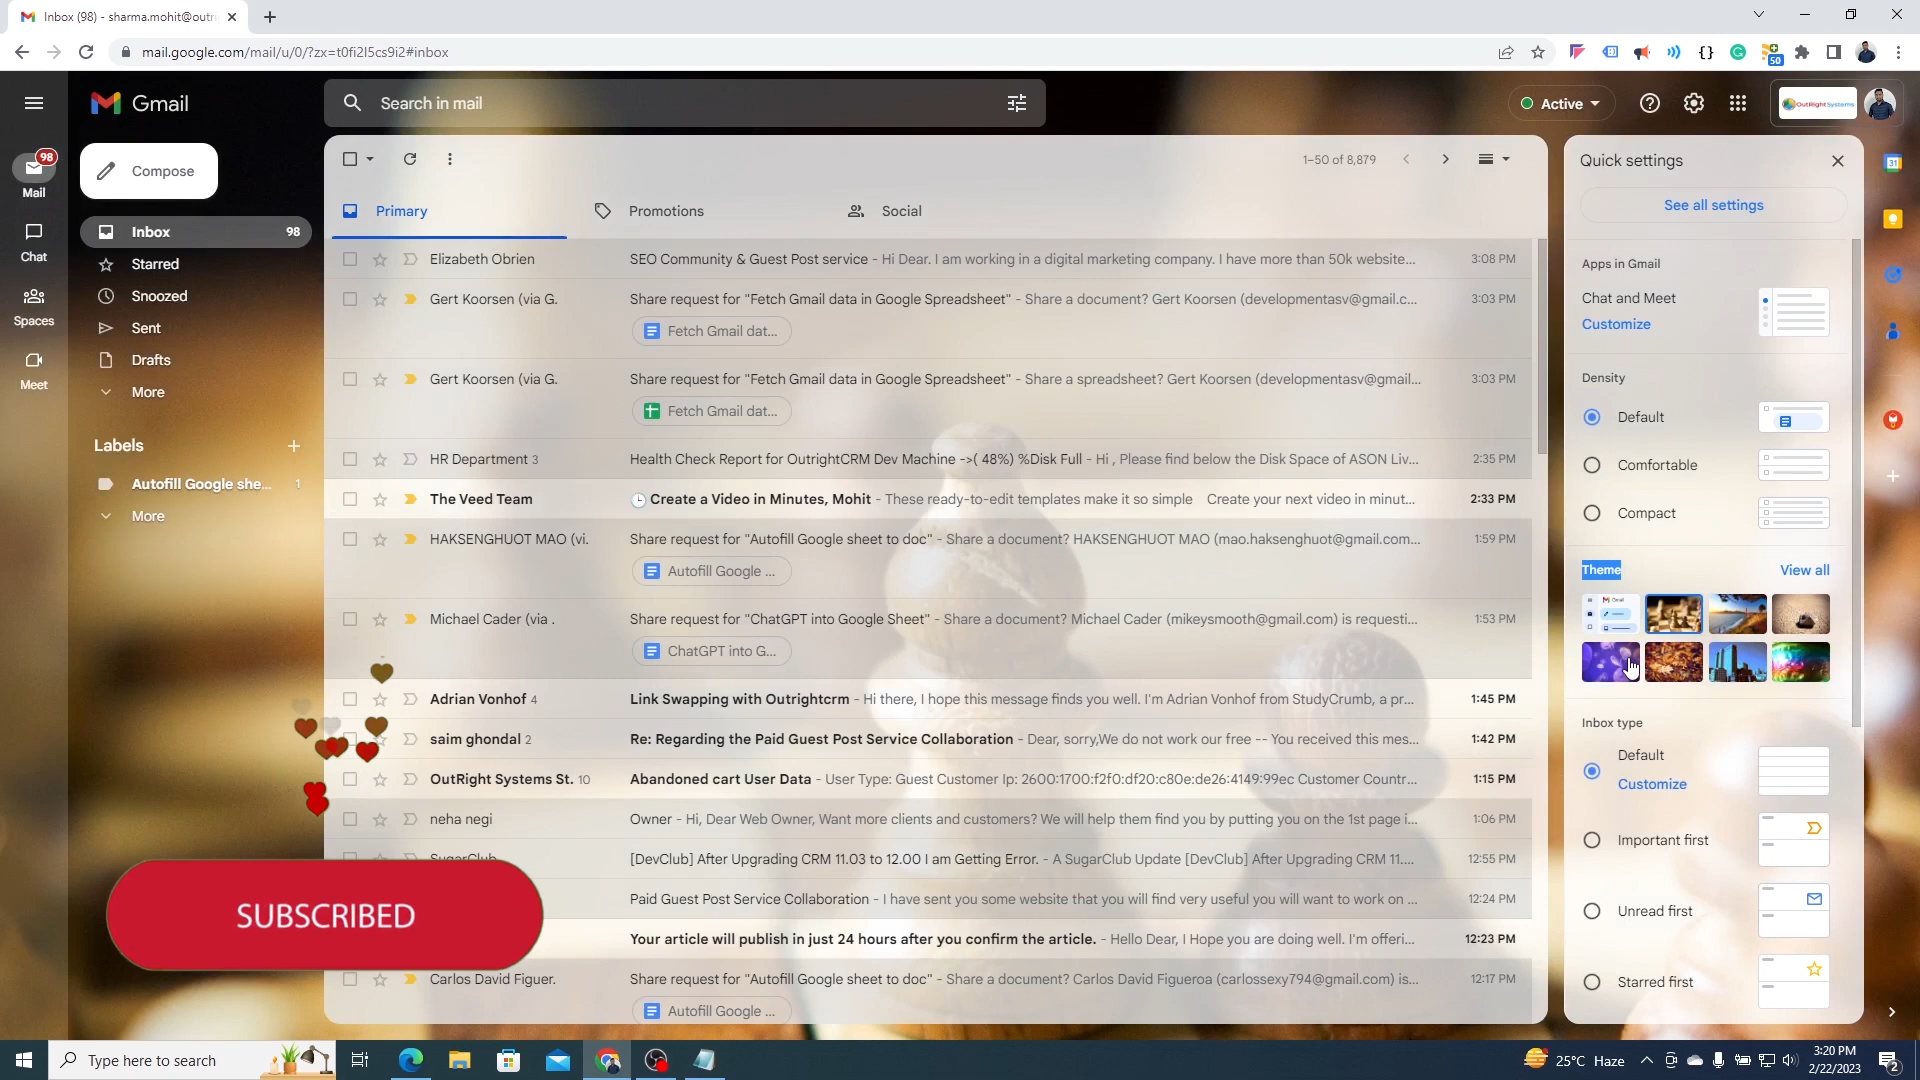 Inbox (98) - sharma.mohit@outri
mail.google.com/mail/u/0/?zx=t0fi2l5cs9i2#inbox
50
Gmail
Search in mail
Active
OutRight Systems
98
Mail
Chat
Spaces
Meet
Compose
Inbox 98
Starred
Snoozed
Sent
Drafts
More
Labels
Autofill Google she... 1
More
1–50 of 8,879
Primary
Promotions
Social
Elizabeth Obrien SEO Community & Guest Post service - Hi Dear. I am working in a digital marketing company. I have more than 50k website... 3:08 PM
Gert Koorsen (via G. Share request for "Fetch Gmail data in Google Spreadsheet" - Share a document? Gert Koorsen (developmentasv@gmail.c... 3:03 PM
Fetch Gmail dat...
Gert Koorsen (via G. Share request for "Fetch Gmail data in Google Spreadsheet" - Share a spreadsheet? Gert Koorsen (developmentasv@gmail... 3:03 PM
Fetch Gmail dat...
HR Department 3 Health Check Report for OutrightCRM Dev Machine ->( 48%) %Disk Full - Hi , Please find below the Disk Space of ASON Liv... 2:35 PM
The Veed Team Create a Video in Minutes, Mohit - These ready-to-edit templates make it so simple Create your next video in minut... 2:33 PM
HAKSENGHUOT MAO (vi. Share request for "Autofill Google sheet to doc" - Share a document? HAKSENGHUOT MAO (mao.haksenghuot@gmail.com... 1:59 PM
Autofill Google ...
Michael Cader (via . Share request for "ChatGPT into Google Sheet" - Share a document? Michael Cader (mikeysmooth@gmail.com) is requesti... 1:53 PM
ChatGPT into G...
Adrian Vonhof 4 Link Swapping with Outrightcrm - Hi there, I hope this message finds you well. I'm Adrian Vonhof from StudyCrumb, a pr... 1:45 PM
saim ghondal 2 Re: Regarding the Paid Guest Post Service Collaboration - Dear, sorry,We do not work our free -- You received this mes... 1:42 PM
OutRight Systems St. 10 Abandoned cart User Data - User Type: Guest Customer Ip: 2600:1700:f2f0:df20:c80e:de26:4149:99ec Customer Countr... 1:15 PM
neha negi Owner - Hi, Dear Web Owner, Want more clients and customers? We will help them find you by putting you on the 1st page i... 1:06 PM
SugarClub [DevClub] After Upgrading CRM 11.03 to 12.00 I am Getting Error. - A SugarClub Update [DevClub] After Upgrading CRM 11.... 12:55 PM
Paid Guest Post Service Collaboration - I have sent you some website that you will find very useful you will want to work on ... 12:24 PM
Your article will publish in just 24 hours after you confirm the article. - Hello Dear, I Hope you are doing well. I'm offeri... 12:23 PM
Carlos David Figuer. Share request for "Autofill Google sheet to doc" - Share a document? Carlos David Figueroa (carlossexy794@gmail.com) is... 12:17 PM
Autofill Google ...
SUBSCRIBED
Quick settings
See all settings
Apps in Gmail
Chat and Meet
Customize
Density
Default
Comfortable
Compact
Theme View all
Gmail
Inbox type
Default
Customize
Important first
Unread first
Starred first
31
Type here to search
25°C Haze
3:20 PM
2/22/2023
2